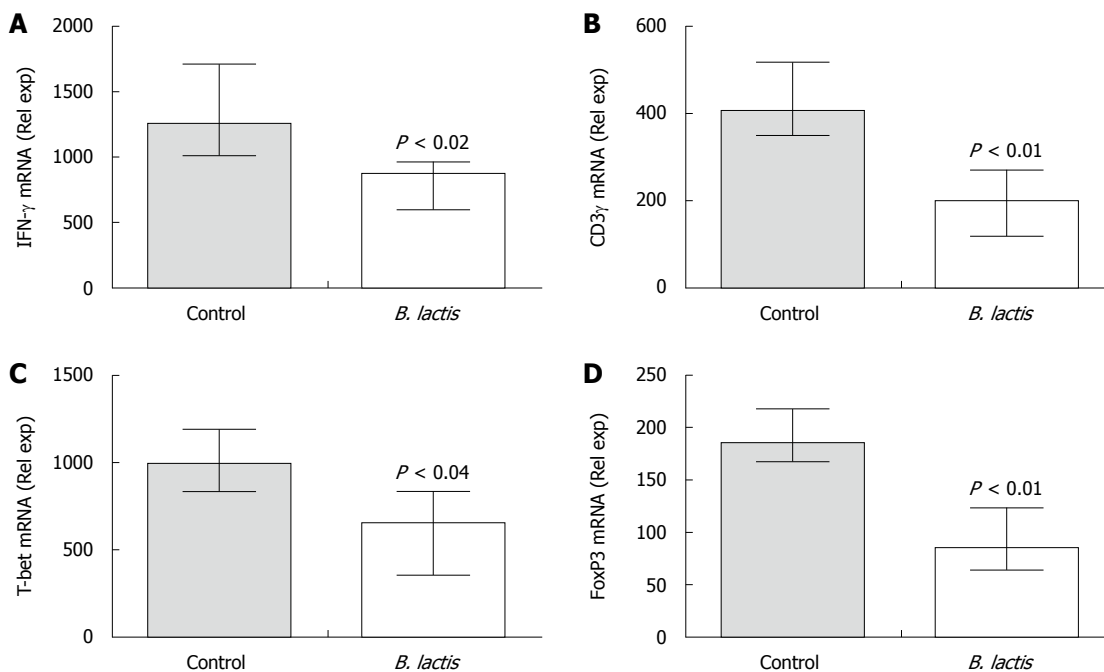 A
IFN-γ mRNA (Rel exp)
2000
1500
1000
500
0
P < 0.02
Control
B. lactis
B
CD3γ mRNA (Rel exp)
600
400
200
0
P < 0.01
Control
B. lactis
C
T-bet mRNA (Rel exp)
1500
1000
500
0
P < 0.04
Control
B. lactis
D
FoxP3 mRNA (Rel exp)
250
200
150
100
50
0
P < 0.01
Control
B. lactis